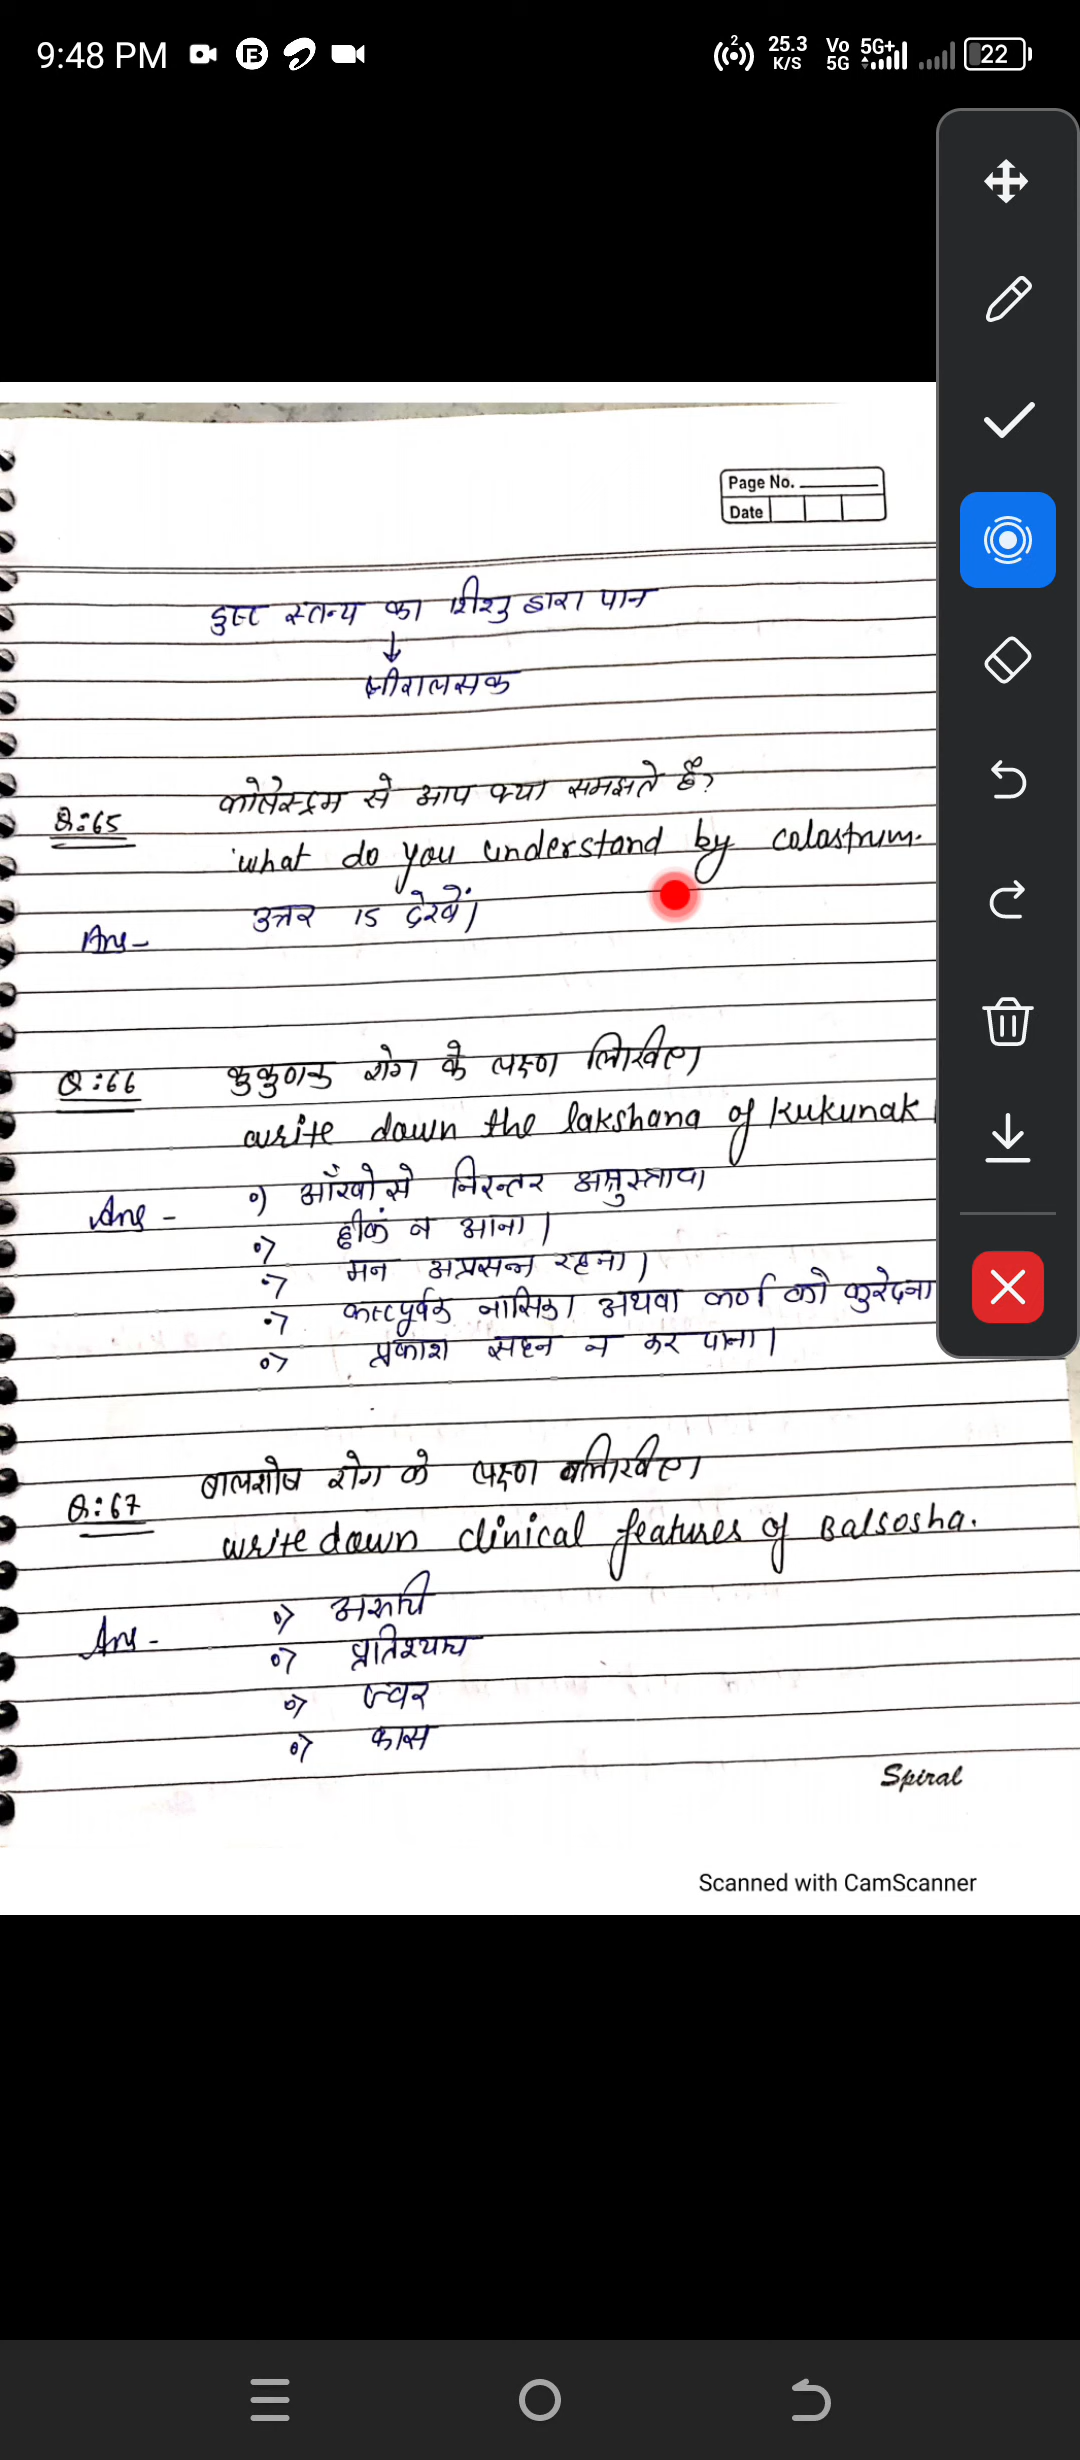 9:48 PM
25.3 K/S Vo 5G 5G+ 22
Page No.
Date
दुष्ट स्तन्य का शिशु द्वारा पान
↓
क्षीरालसक
Q:65 कोलेस्ट्रम से आप क्या समझते हैं?
what do you understand by colostrum.
Ans- उत्तर 15 देखें।
Q:66 कुकुणक रोग के लक्षण लिखिए।
write down the lakshana of kukunak
Ans - आँखों से निरन्तर अश्रुस्त्राव।
छींक न आना।
मन अप्रसन्न रहना।
कष्टपूर्वक नासिका अथवा कर्ण को कुरेदना
प्रकाश सहन न कर पाना।
Q:67 बालशोष रोग के लक्षण लिखिए।
write down clinical features of Balsosha.
Ans - अरुचि
प्रतिश्याय
ज्वर
कास
Spiral
Scanned with CamScanner